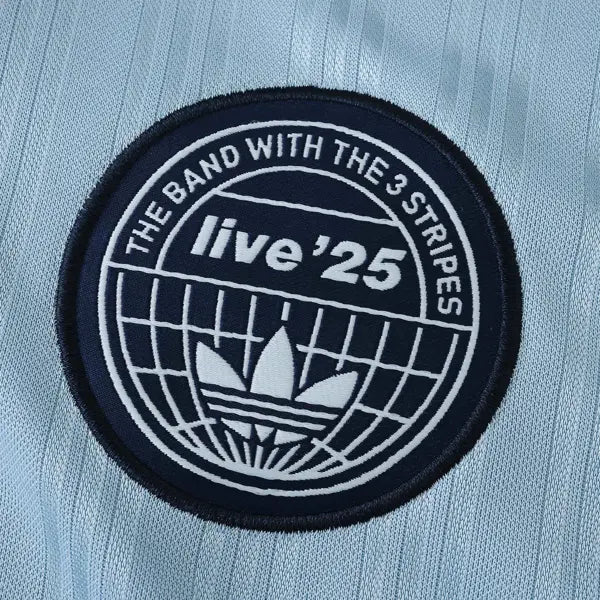 THE BAND WITH THE 3 STRIPES
live '25